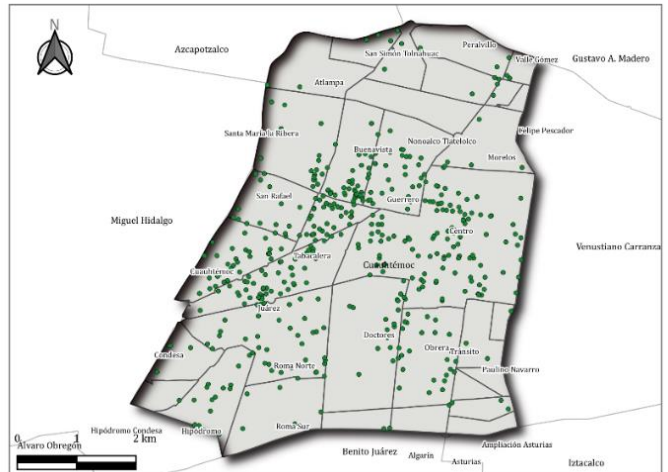 N
Azcapotzalco
Peralvillo
San Simón Tolnahuac
Valle Gómez
Gustavo A. Madero
Atlampa
Santa María la Ribera
Felipe Pescador
Buenavista
Nonoalco Tlatelolco
Morelos
San Rafael
Guerrero
Miguel Hidalgo
Centro
Venustiano Carranza
Tabacalera
Cuauhtémoc
Cuauhtémoc
Juárez
Doctores
Obrera
Tránsito
Condesa
Roma Norte
Paulino Navarro
Hipódromo Condesa
Hipódromo
Roma Sur
0 1 2 km
Álvaro Obregón
Benito Juárez
Algarín
Ampliación Asturias
Asturias
Iztacalco